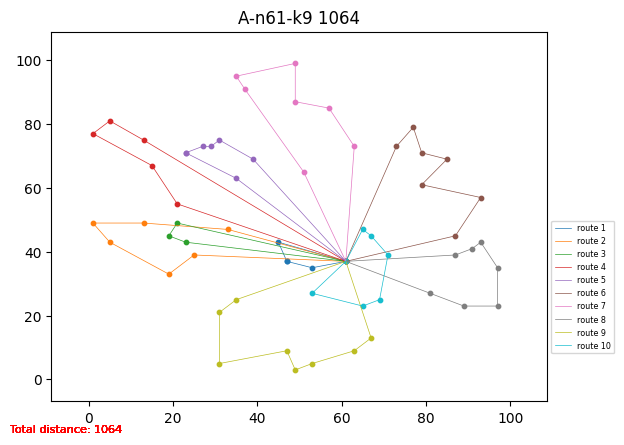 A-n61-k9 1064
100
80
60
40
20
0
0 20 40 60 80 100
route 1
route 2
route 3
route 4
route 5
route 6
route 7
route 8
route 9
route 10
Total distance: 1064